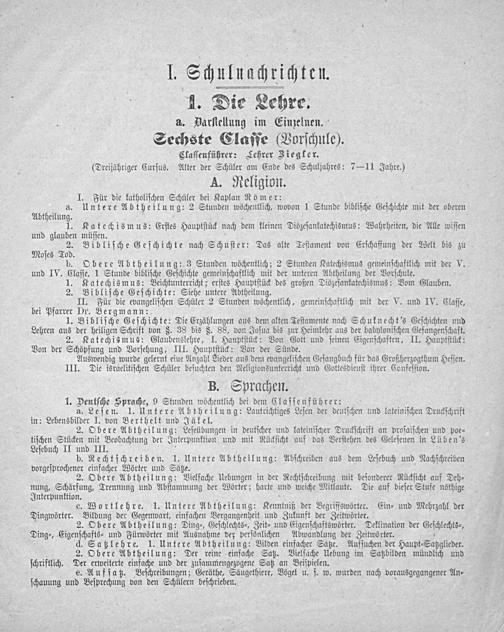 I. Schulnachrichten.
1. Die Lehre.
a. Darstellung im Einzelnen.
Sechste Classe (Vorschule).
Classenführer: Lehrer Ziegler.
(Dreijähriger Cursus. Alter der Schüler am Ende des Schuljahres: 7—11 Jahre.)
A. Religion.
I. Für die katholischen Schüler bei Kaplan Römer:
a. Untere Abtheilung: 2 Stunden wöchentlich, wovon 1 Stunde biblische Geschichte mit der oberen
Abtheilung.
1. Katechismus: Erstes Hauptstück nach dem kleinen Diözesankatechismus: Wahrheiten, die Alle wissen
und glauben müssen.
2. Biblische Geschichte nach Schuster: Das alte Testament von Erschaffung der Welt bis zu
Moses Tod.
b. Obere Abtheilung: 3 Stunden wöchentlich; 2 Stunden Katechismus gemeinschaftlich mit der V.
und IV. Classe, 1 Stunde biblische Geschichte gemeinschaftlich mit der unteren Abtheilung der Vorschule.
1. Katechismus: Beichtunterricht; erstes Hauptstück des großen Diözesankatechismus: Vom Glauben.
2. Biblische Geschichte. Siehe untere Abtheilung.
II. Für die evangelischen Schüler 2 Stunden wöchentlich, gemeinschaftlich mit der V. und IV. Classe,
bei Pfarrer Dr. Bergmann:
1. Biblische Geschichte: Die Erzählungen aus dem alten Testamente nach Schuknecht's Geschichten und
Lehren aus der heiligen Schrift von §. 38 bis §. 88, von Josua bis zur Heimkehr aus der babylonischen Gefangenschaft.
2. Katechismus: Glaubenslehre, I. Hauptstück: Von Gott und seinen Eigenschaften, II. Hauptstück:
Von der Schöpfung und Vorsehung, III. Hauptstück: Von der Sünde.
Auswendig wurde gelernt eine Anzahl Lieder aus dem evangelischen Gesangbuch für das Großherzogthum Hessen.
III. Die israelitischen Schüler besuchten den Religionsunterricht und Gottesdienst ihrer Confession.
B. Sprachen.
1. Deutsche Sprache, 9 Stunden wöchentlich bei dem Classenführer:
a. Lesen. 1. Untere Abtheilung: Lautrichtiges Lesen der deutschen und lateinischen Druckschrift
in: Lebensbilder I. von Berthelt und Jäkel.
2. Obere Abtheilung: Leseübungen in deutscher und lateinischer Druckschrift an prosaischen und poe-
tischen Stücken mit Beobachtung der Interpunktion und mit Rücksicht auf das Verstehen des Gelesenen in Lüben's
Lesebuch II und III.
b. Rechtschreiben. 1. Untere Abtheilung: Abschreiben aus dem Lesebuch und Nachschreiben
vorgesprochener einfacher Wörter und Sätze.
2. Obere Abtheilung: Vielfache Uebungen in der Rechtschreibung mit besonderer Rücksicht auf Deh-
nung, Schärfung, Trennung und Abstammung der Wörter; harte und weiche Mitlaute. Die auf dieser Stufe nöthige
Interpunktion.
c. Wortlehre. 1. Untere Abtheilung: Kenntniß der Begriffswörter. Ein- und Mehrzahl der
Dingwörter. Bildung der Gegenwart, einfachen Vergangenheit und Zukunft der Zeitwörter.
2. Obere Abtheilung: Ding-, Geschlechts-, Zeit- und Eigenschaftswörter. Deklination der Geschlechts-,
Ding-, Eigenschafts- und Fürwörter mit Ausnahme der persönlichen. Abwandlung der Zeitwörter.
d. Satzlehre. 1. Untere Abtheilung: Bilden einfacher Sätze. Aufsuchen der Haupt-Satzglieder.
2. Obere Abtheilung: Der reine einfache Satz. Vielfache Uebung im Satzbilden mündlich und
schriftlich. Der erweiterte einfache und der zusammengezogene Satz an Beispielen.
e. Aufsatz. Beschreibungen; Geräthe, Säugethiere, Vögel u. s. w. wurden nach vorausgegangener An-
schauung und Besprechung von den Schülern beschrieben.